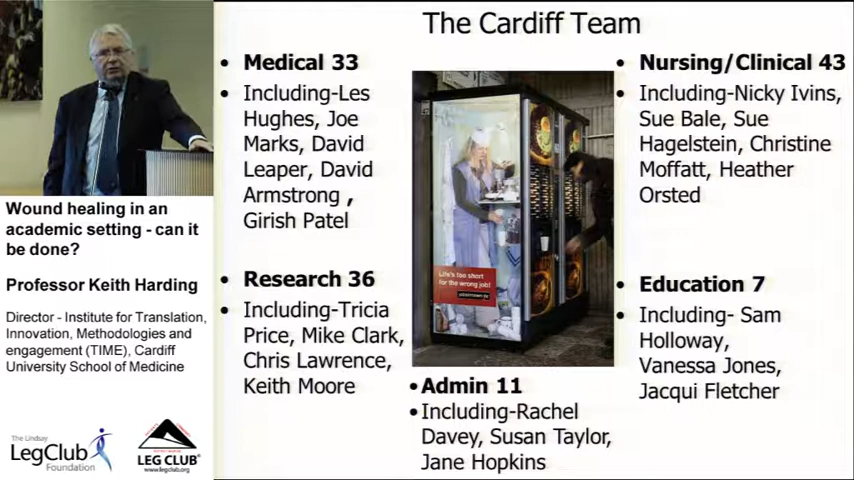 The Cardiff Team
Medical 33
Including-Les
Hughes, Joe
Marks, David
Leaper, David
Armstrong ,
Girish Patel
Research 36
Including-Tricia
Price, Mike Clark,
Chris Lawrence,
Keith Moore
Life's too short
for the wrong job!
Admin 11
Including-Rachel
Davey, Susan Taylor,
Jane Hopkins
Nursing/Clinical 43
Including-Nicky Ivins,
Sue Bale, Sue
Hagelstein, Christine
Moffatt, Heather
Orsted
Education 7
Including- Sam
Holloway,
Vanessa Jones,
Jacqui Fletcher
Wound healing in an
academic setting - can it
be done?
Professor Keith Harding
Director - Institute for Translation,
Innovation, Methodologies and
engagement (TIME), Cardiff
University School of Medicine
The Lindsay
LegClub
Foundation
LEG CLUB®
www.legclub.org